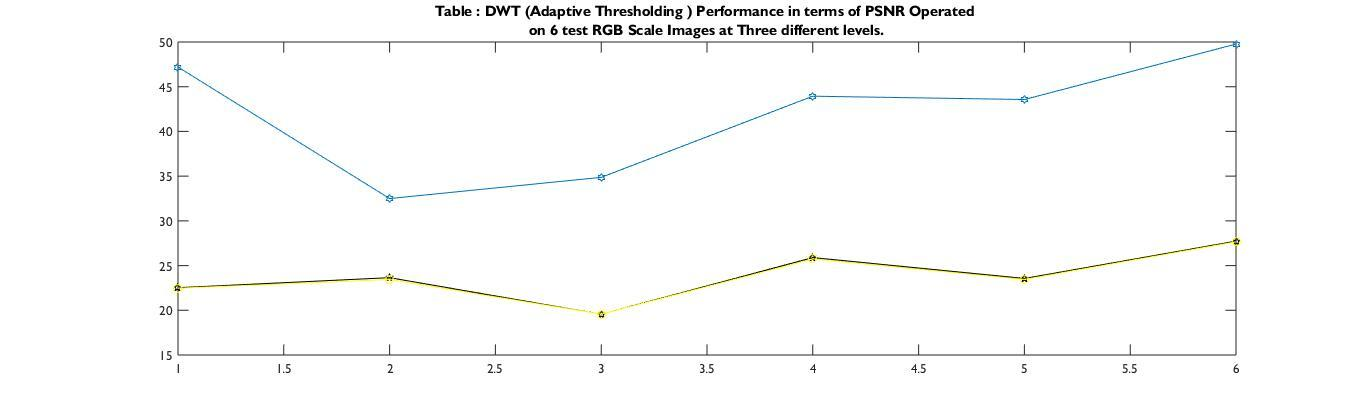 Table : DWT (Adaptive Thresholding ) Performance in terms of PSNR Operated
on 6 test RGB Scale Images at Three different levels.
50
45
40
35
30
25
20
15
1 1.5 2 2.5 3 3.5 4 4.5 5 5.5 6